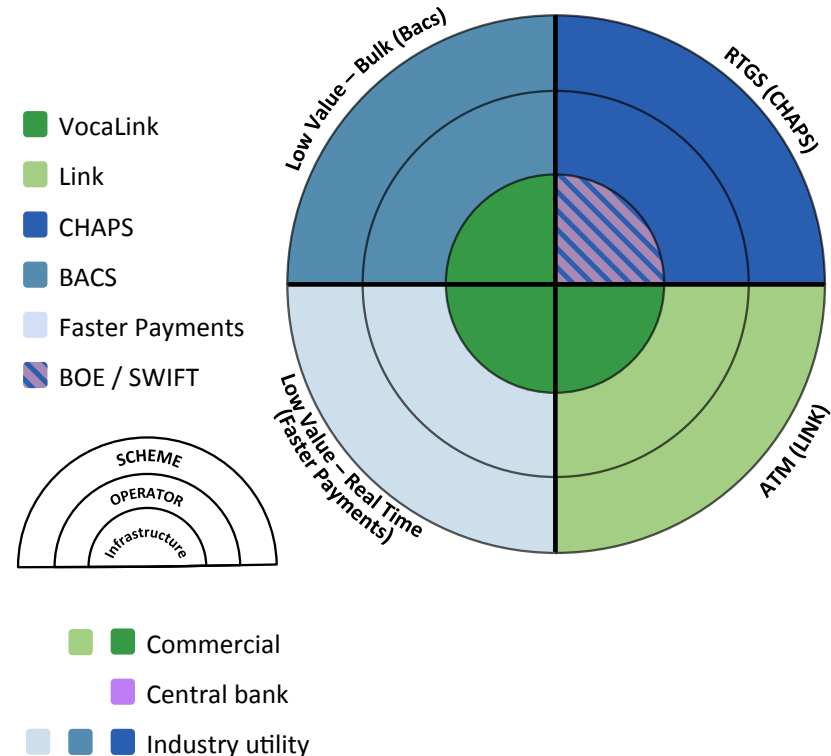 Low Value – Bulk (Bacs)
RTGS (CHAPS)
VocaLink
Link
CHAPS
BACS
Faster Payments
BOE / SWIFT
Low Value – Real Time
(Faster Payments)
ATM (LINK)
SCHEME
OPERATOR
Infrastructure
Commercial
Central bank
Industry utility